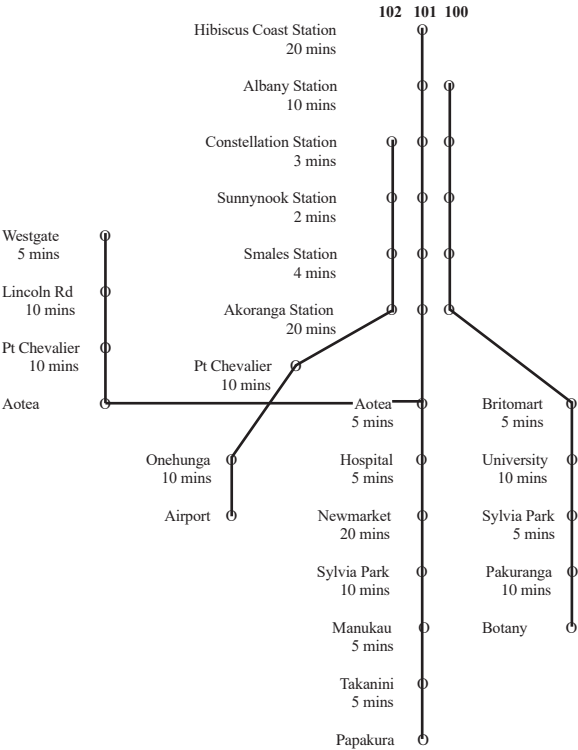 102 101 100
Hibiscus Coast Station
20 mins
Albany Station
10 mins
Constellation Station
3 mins
Sunnynook Station
2 mins
Smales Station
4 mins
Akoranga Station
20 mins
Westgate
5 mins
Lincoln Rd
10 mins
Pt Chevalier
10 mins
Aotea
Pt Chevalier
10 mins
Onehunga
10 mins
Airport
Aotea
5 mins
Hospital
5 mins
Newmarket
20 mins
Sylvia Park
10 mins
Manukau
5 mins
Takanini
5 mins
Papakura
Britomart
5 mins
University
10 mins
Sylvia Park
5 mins
Pakuranga
10 mins
Botany